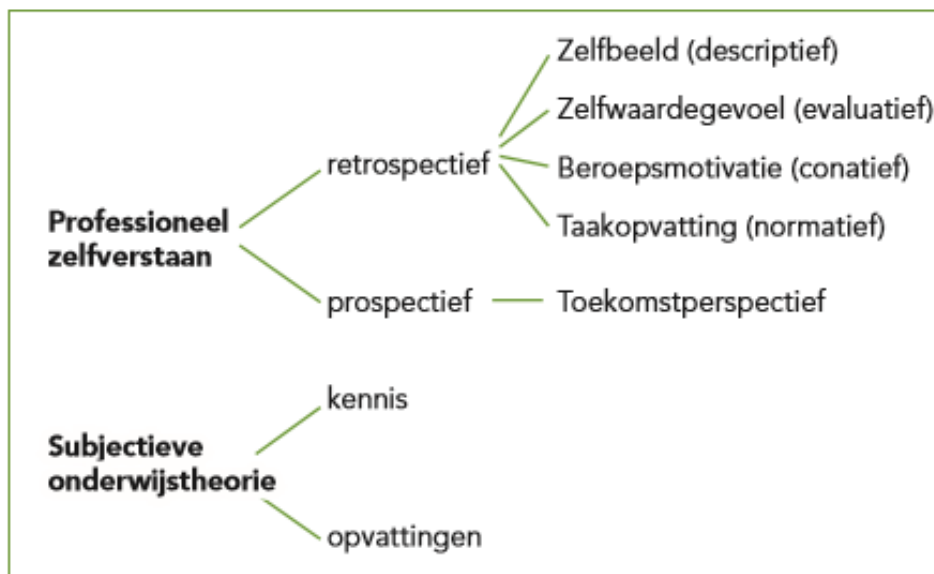 Zelfbeeld (descriptief)
Zelfwaardegevoel (evaluatief)
retrospectief
Beroepsmotivatie (conatief)
Professioneel
zelfverstaan
Taakopvatting (normatief)
prospectief
Toekomstperspectief
kennis
Subjectieve
onderwijstheorie
opvattingen